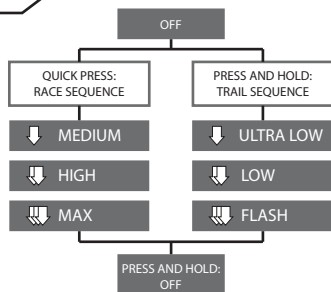 OFF
QUICK PRESS:
RACE SEQUENCE
MEDIUM
HIGH
MAX
PRESS AND HOLD:
TRAIL SEQUENCE
ULTRA LOW
LOW
FLASH
PRESS AND HOLD:
OFF